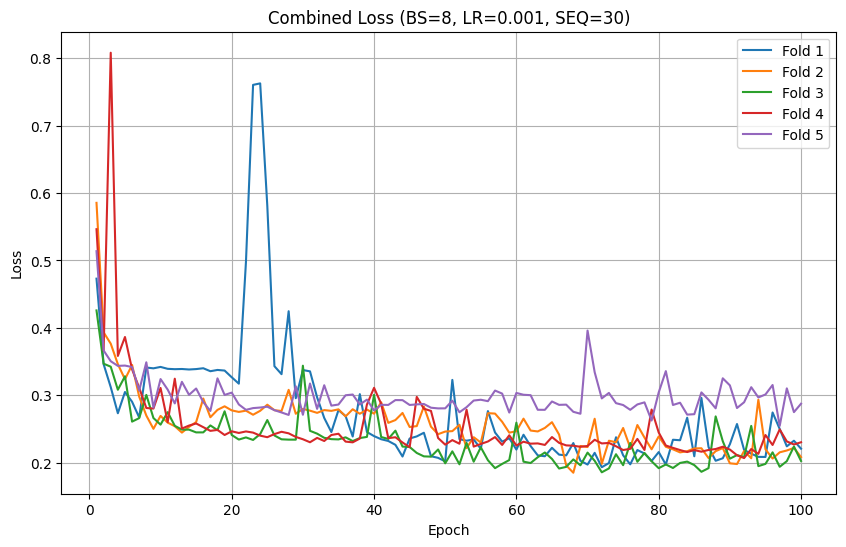 Combined Loss (BS=8, LR=0.001, SEQ=30)
Fold 1
Fold 2
Fold 3
Fold 4
Fold 5
0.8
0.7
0.6
0.5
0.4
0.3
0.2
Loss
0
20
40
60
80
100
Epoch